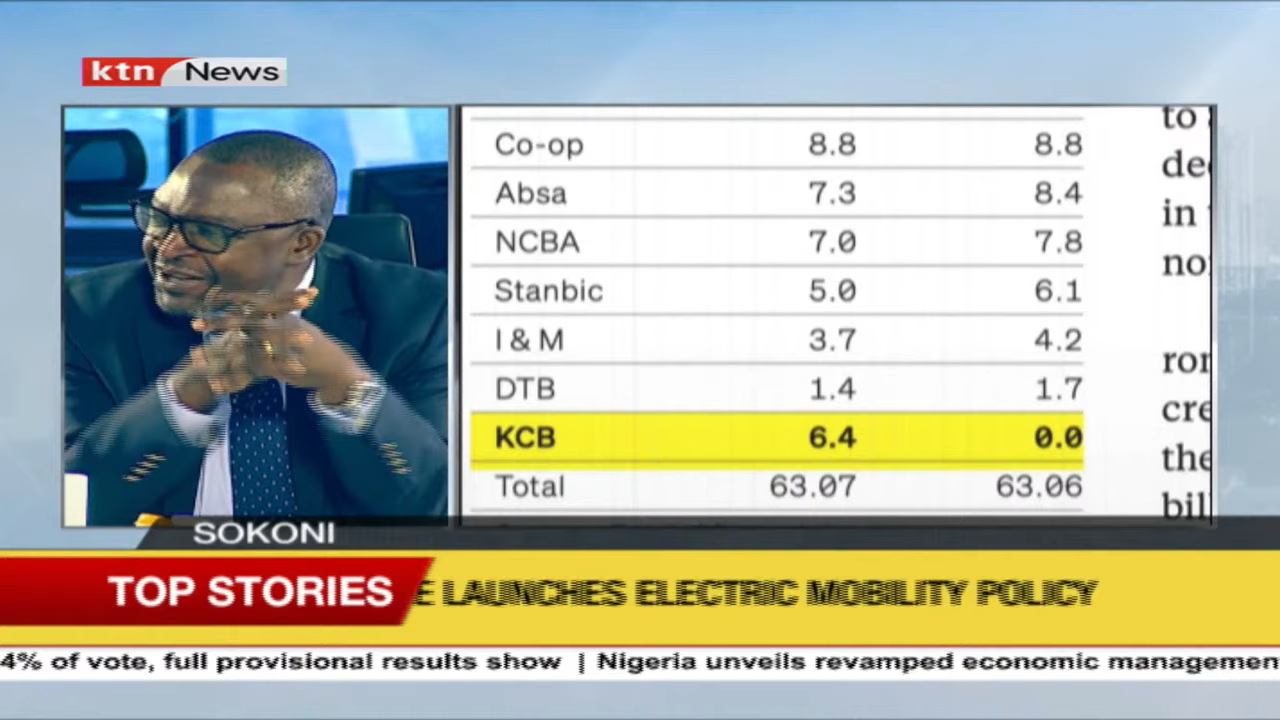 ktn News
Co-op 8.8 8.8
Absa 7.3 8.4
NCBA 7.0 7.8
Stanbic 5.0 6.1
I & M 3.7 4.2
DTB 1.4 1.7
KCB 6.4 0.0
Total 63.07 63.06
to
in
the
SOKONI
TOP STORIES
E LAUNCHES ELECTRIC MOBILITY POLICY
4% of vote, full provisional results show | Nigeria unveils revamped economic managemen